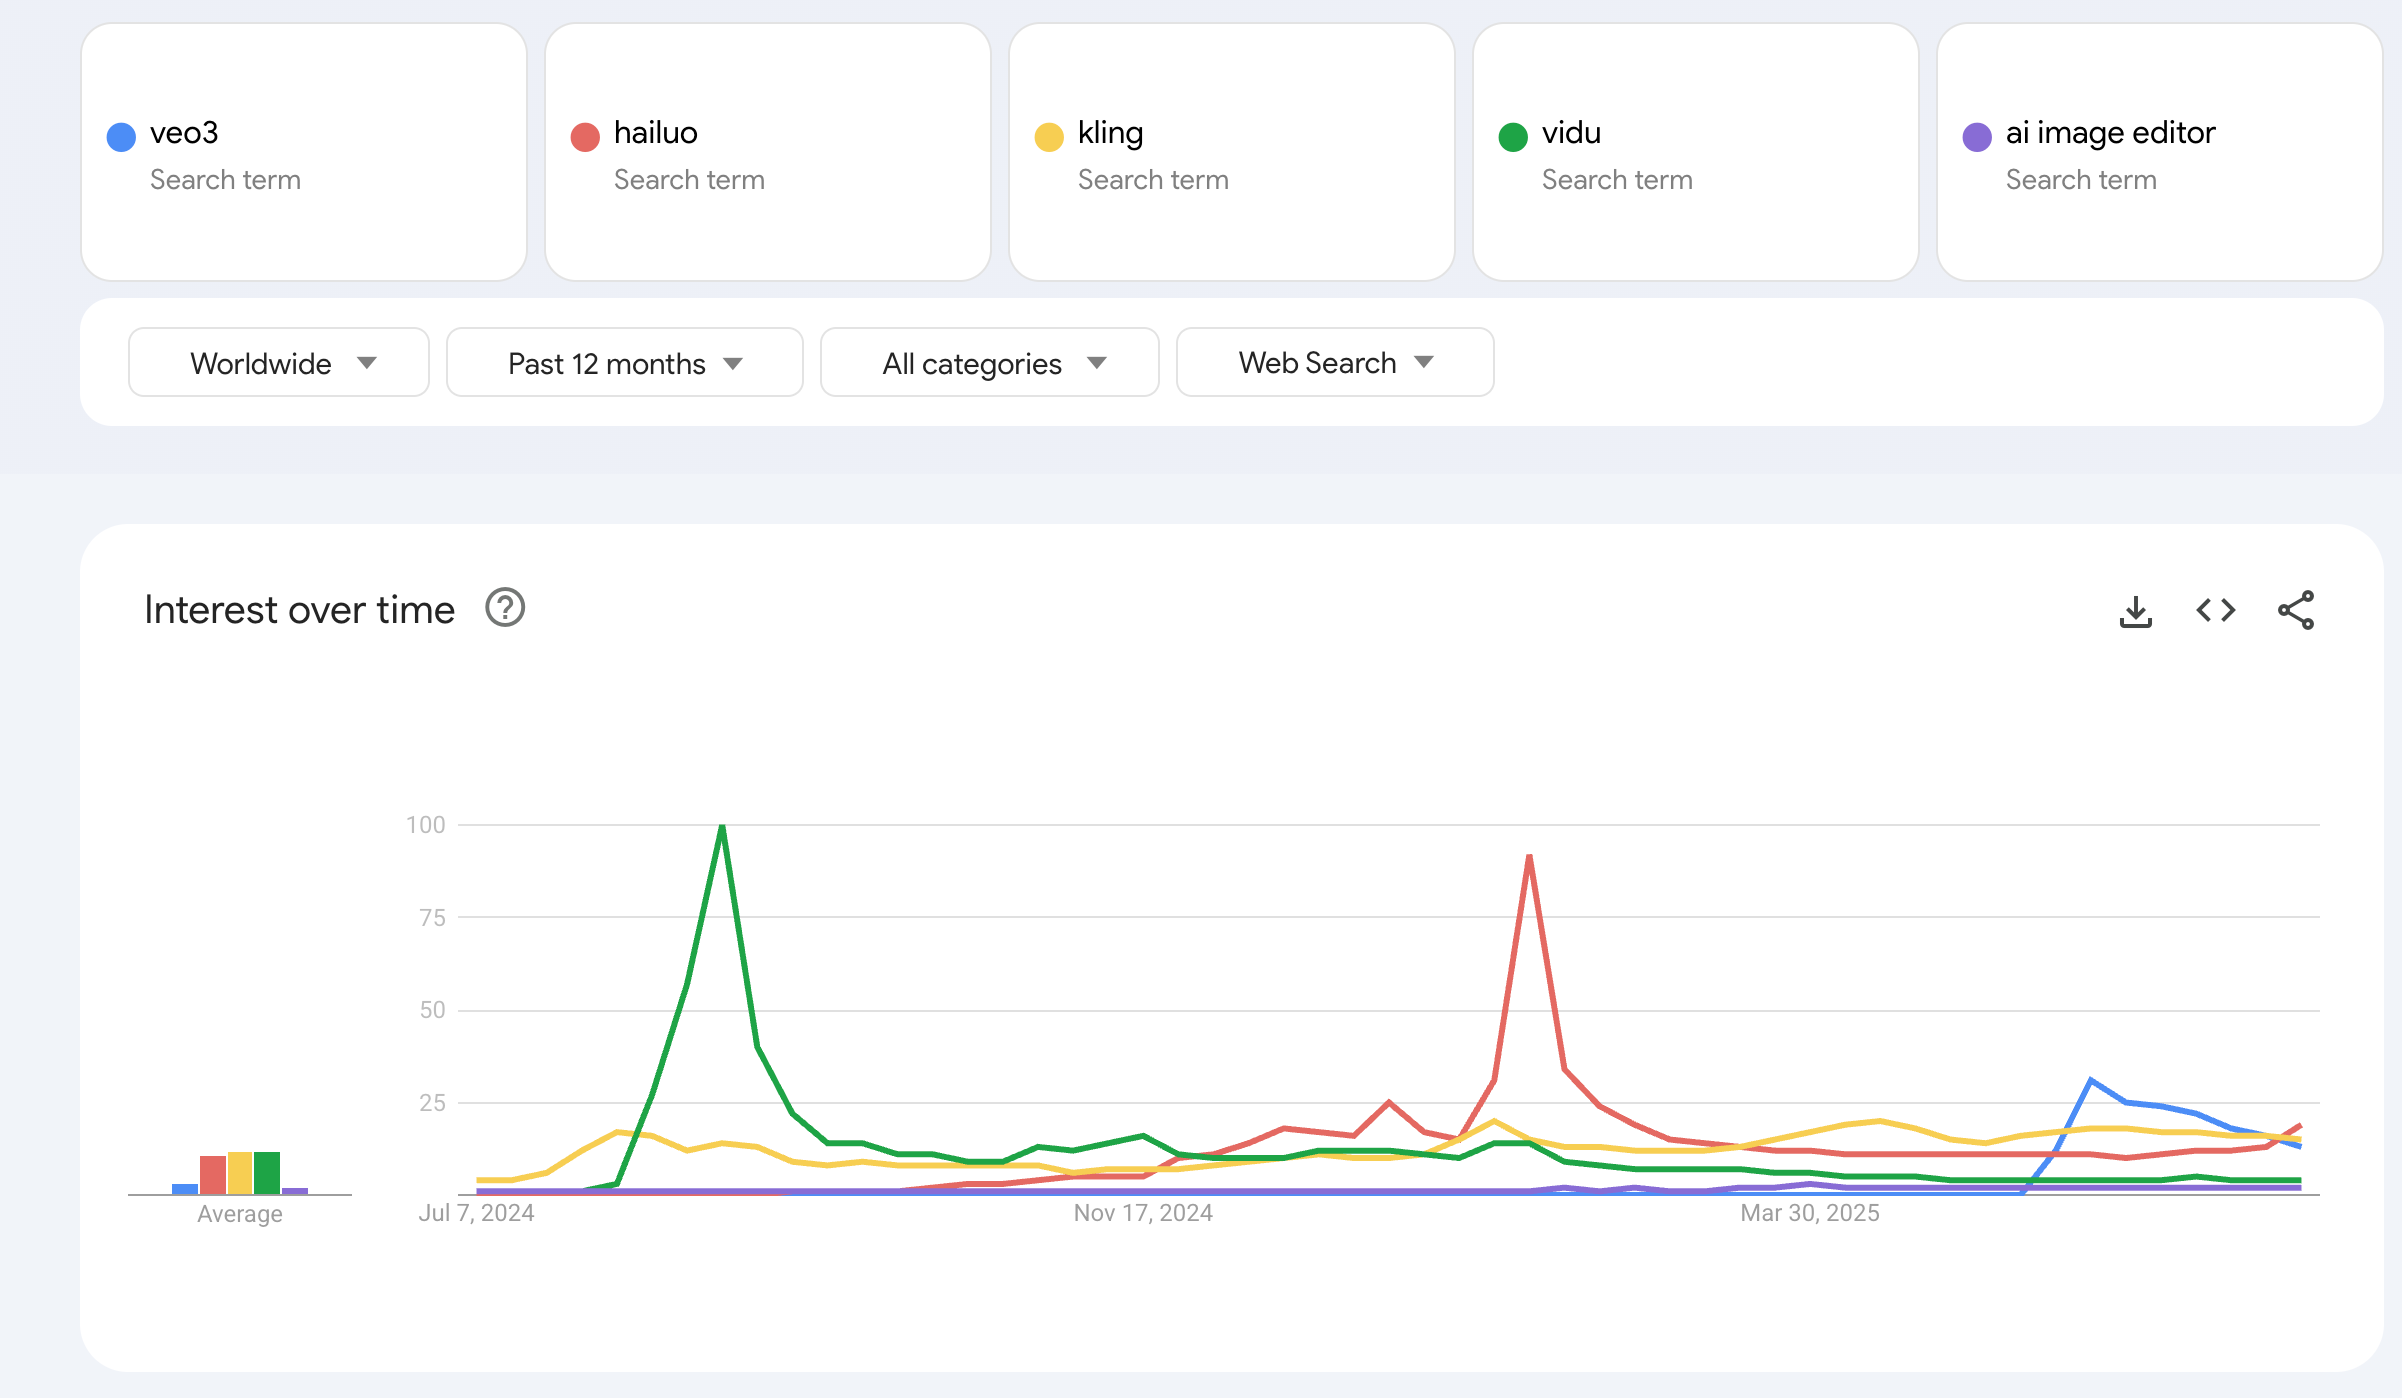 veo3
Search term
hailuo
Search term
kling
Search term
vidu
Search term
ai image editor
Search term
Worldwide
Past 12 months
All categories
Web Search
Interest over time
?
100
75
50
25
Average
Jul 7, 2024
Nov 17, 2024
Mar 30, 2025